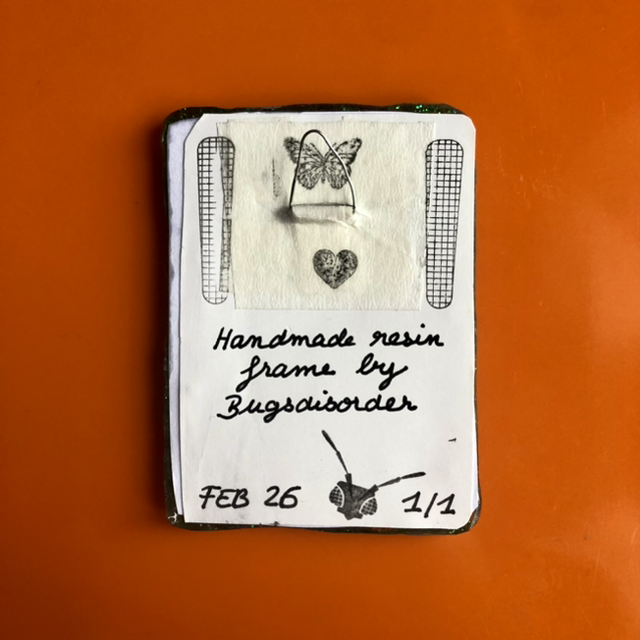 Handmade resin
frame by
Bugsdisorder
FEB 26
1/1